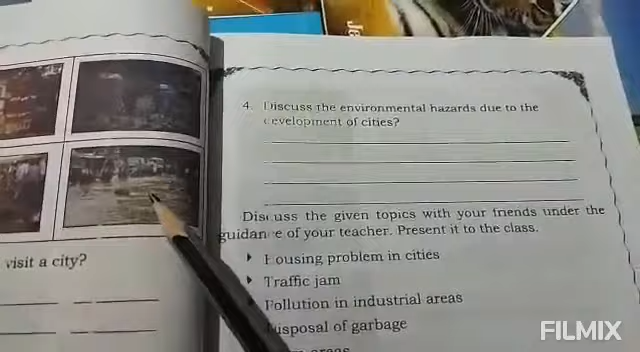 visit a city?
4. Discuss the environmental hazards due to the
development of cities?
Discuss the given topics with your friends under the
guidance of your teacher. Present it to the class.
Housing problem in cities
Traffic jam
Pollution in industrial areas
Disposal of garbage
areas
FILMIX